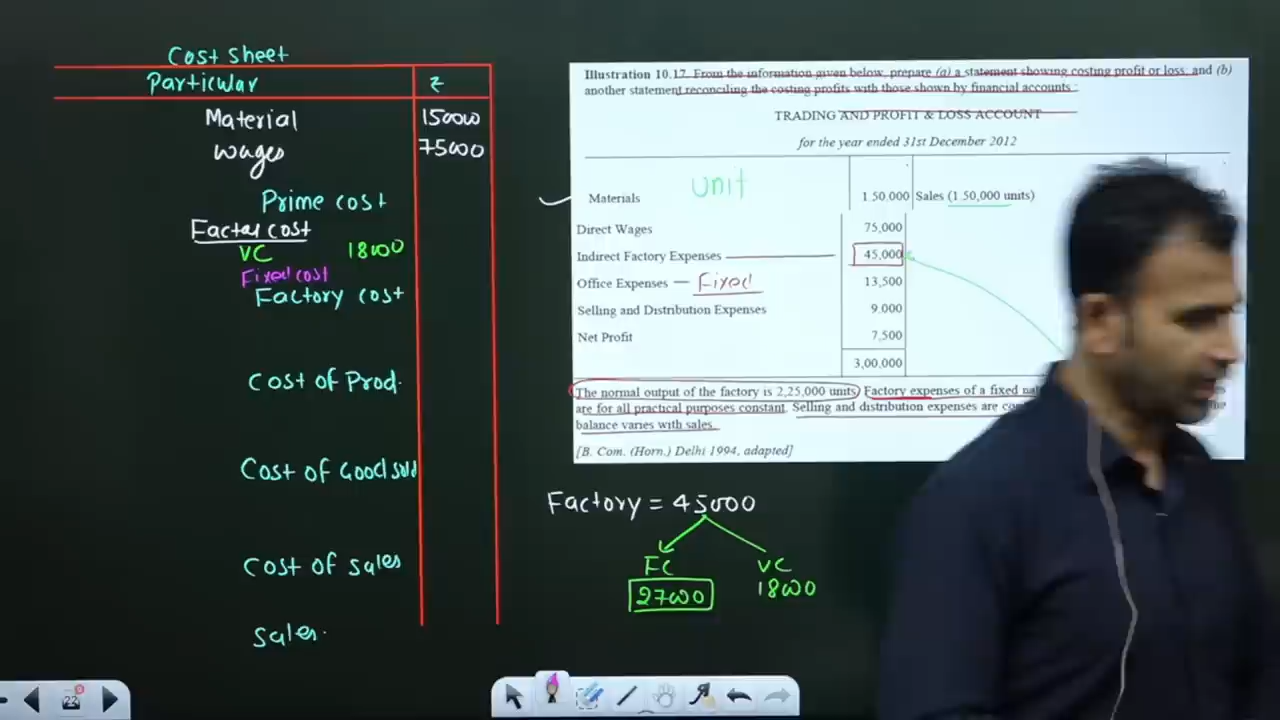 Cost Sheet
Particular ₹
Material 150000
wages 75000
Prime cost
Factor cost
VC 18000
Fixed cost
Factory cost
Cost of Prod.
Cost of Good sold
Cost of sales
Sales.
Illustration 10.17. From the information given below, prepare (a) a statement showing costing profit or loss, and (b)
another statement reconciling the costing profits with those shown by financial accounts :
TRADING AND PROFIT & LOSS ACCOUNT
for the year ended 31st December 2012
unit
Materials 1,50,000 Sales (1,50,000 units)
Direct Wages 75,000
Indirect Factory Expenses 45,000
Office Expenses — Fixed 13,500
Selling and Distribution Expenses 9,000
Net Profit 7,500
3,00,000
The normal output of the factory is 2,25,000 units. Factory expenses of a fixed
are for all practical purposes constant. Selling and distribution expenses are
balance varies with sales.
[B. Com. (Horn.) Delhi 1994, adapted]
Factory = 45000
FC VC
27000 18000
22